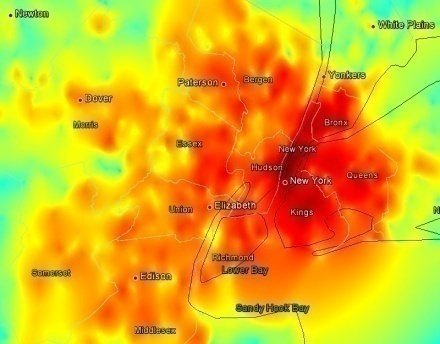 Newton
White Plains
Yonkers
Paterson
Bergen
Dover
Morris
Bronx
Essex
New York
Hudson
Queens
New York
Elizabeth
Union
Kings
Richmond
Lower Bay
Somerset
Edison
Sandy Hook Bay
Middlesex